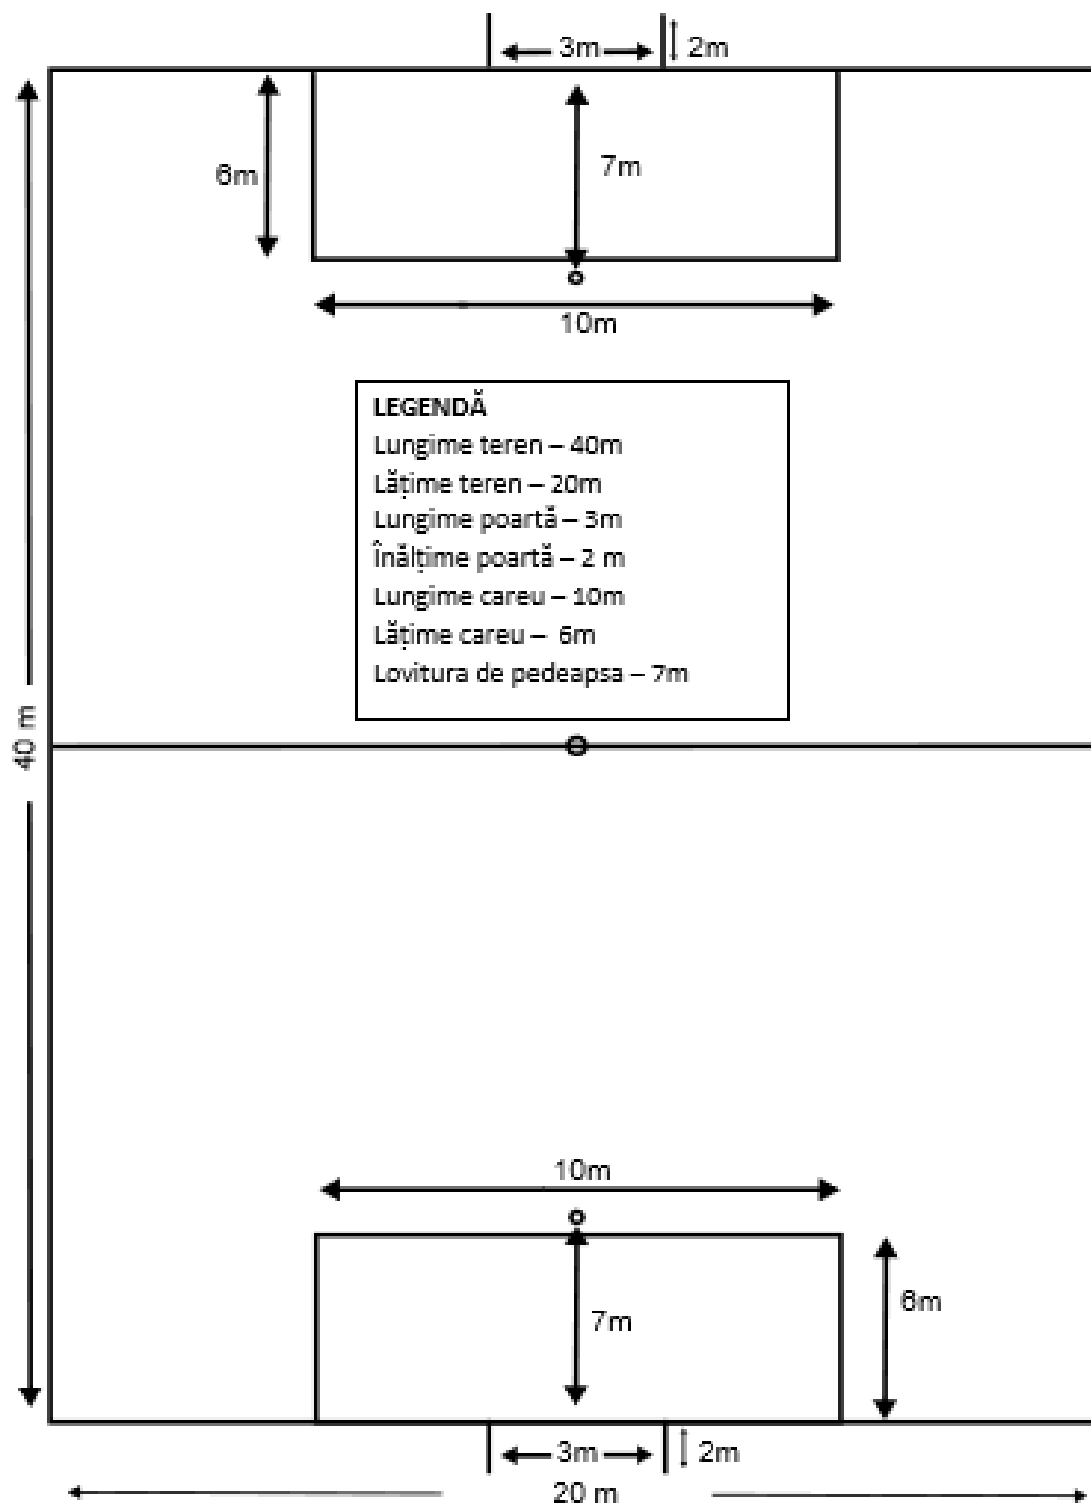 3m
2m
6m
7m
10m
LEGENDĂ
Lungime teren – 40m
Lățime teren – 20m
Lungime poartă – 3m
Înălțime poartă – 2 m
Lungime careu – 10m
Lățime careu – 6m
Lovitura de pedeapsa – 7m
40 m
10m
7m
6m
3m
2m
20 m